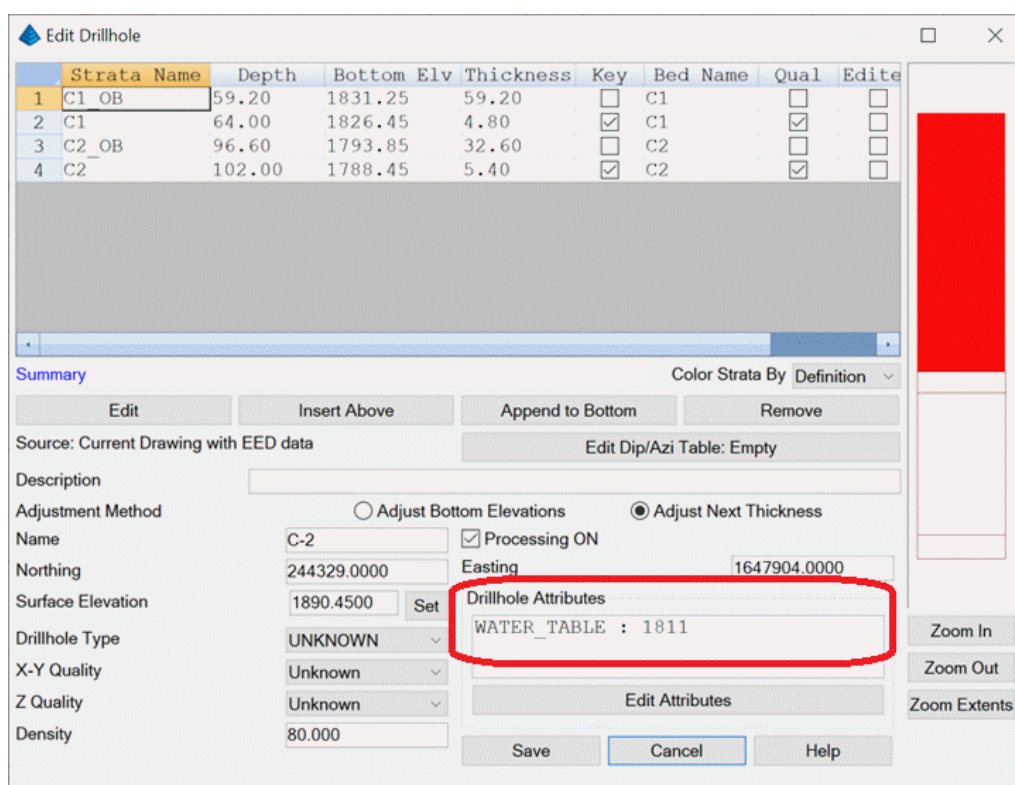 Edit Drillhole
Strata Name Depth Bottom Elv Thickness Key Bed Name Qual Edite
1 C1_OB 59.20 1831.25 59.20 C1
2 C1 64.00 1826.45 4.80 C1
3 C2_OB 96.60 1793.85 32.60 C2
4 C2 102.00 1788.45 5.40 C2
Summary Color Strata By Definition
Edit Insert Above Append to Bottom Remove
Source: Current Drawing with EED data Edit Dip/Azi Table: Empty
Description
Adjustment Method Adjust Bottom Elevations Adjust Next Thickness
Name C-2 Processing ON
Northing 244329.0000 Easting 1647904.0000
Surface Elevation 1890.4500 Set Drillhole Attributes
WATER_TABLE : 1811
Drillhole Type UNKNOWN Zoom In
X-Y Quality Unknown Zoom Out
Z Quality Unknown Edit Attributes Zoom Extents
Density 80.000
Save Cancel Help